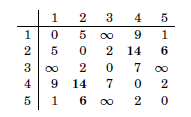 1 2 3 4 5
1 0 5 ∞ 9 1
2 5 0 2 14 6
3 ∞ 2 0 7 ∞
4 9 14 7 0 2
5 1 6 ∞ 2 0